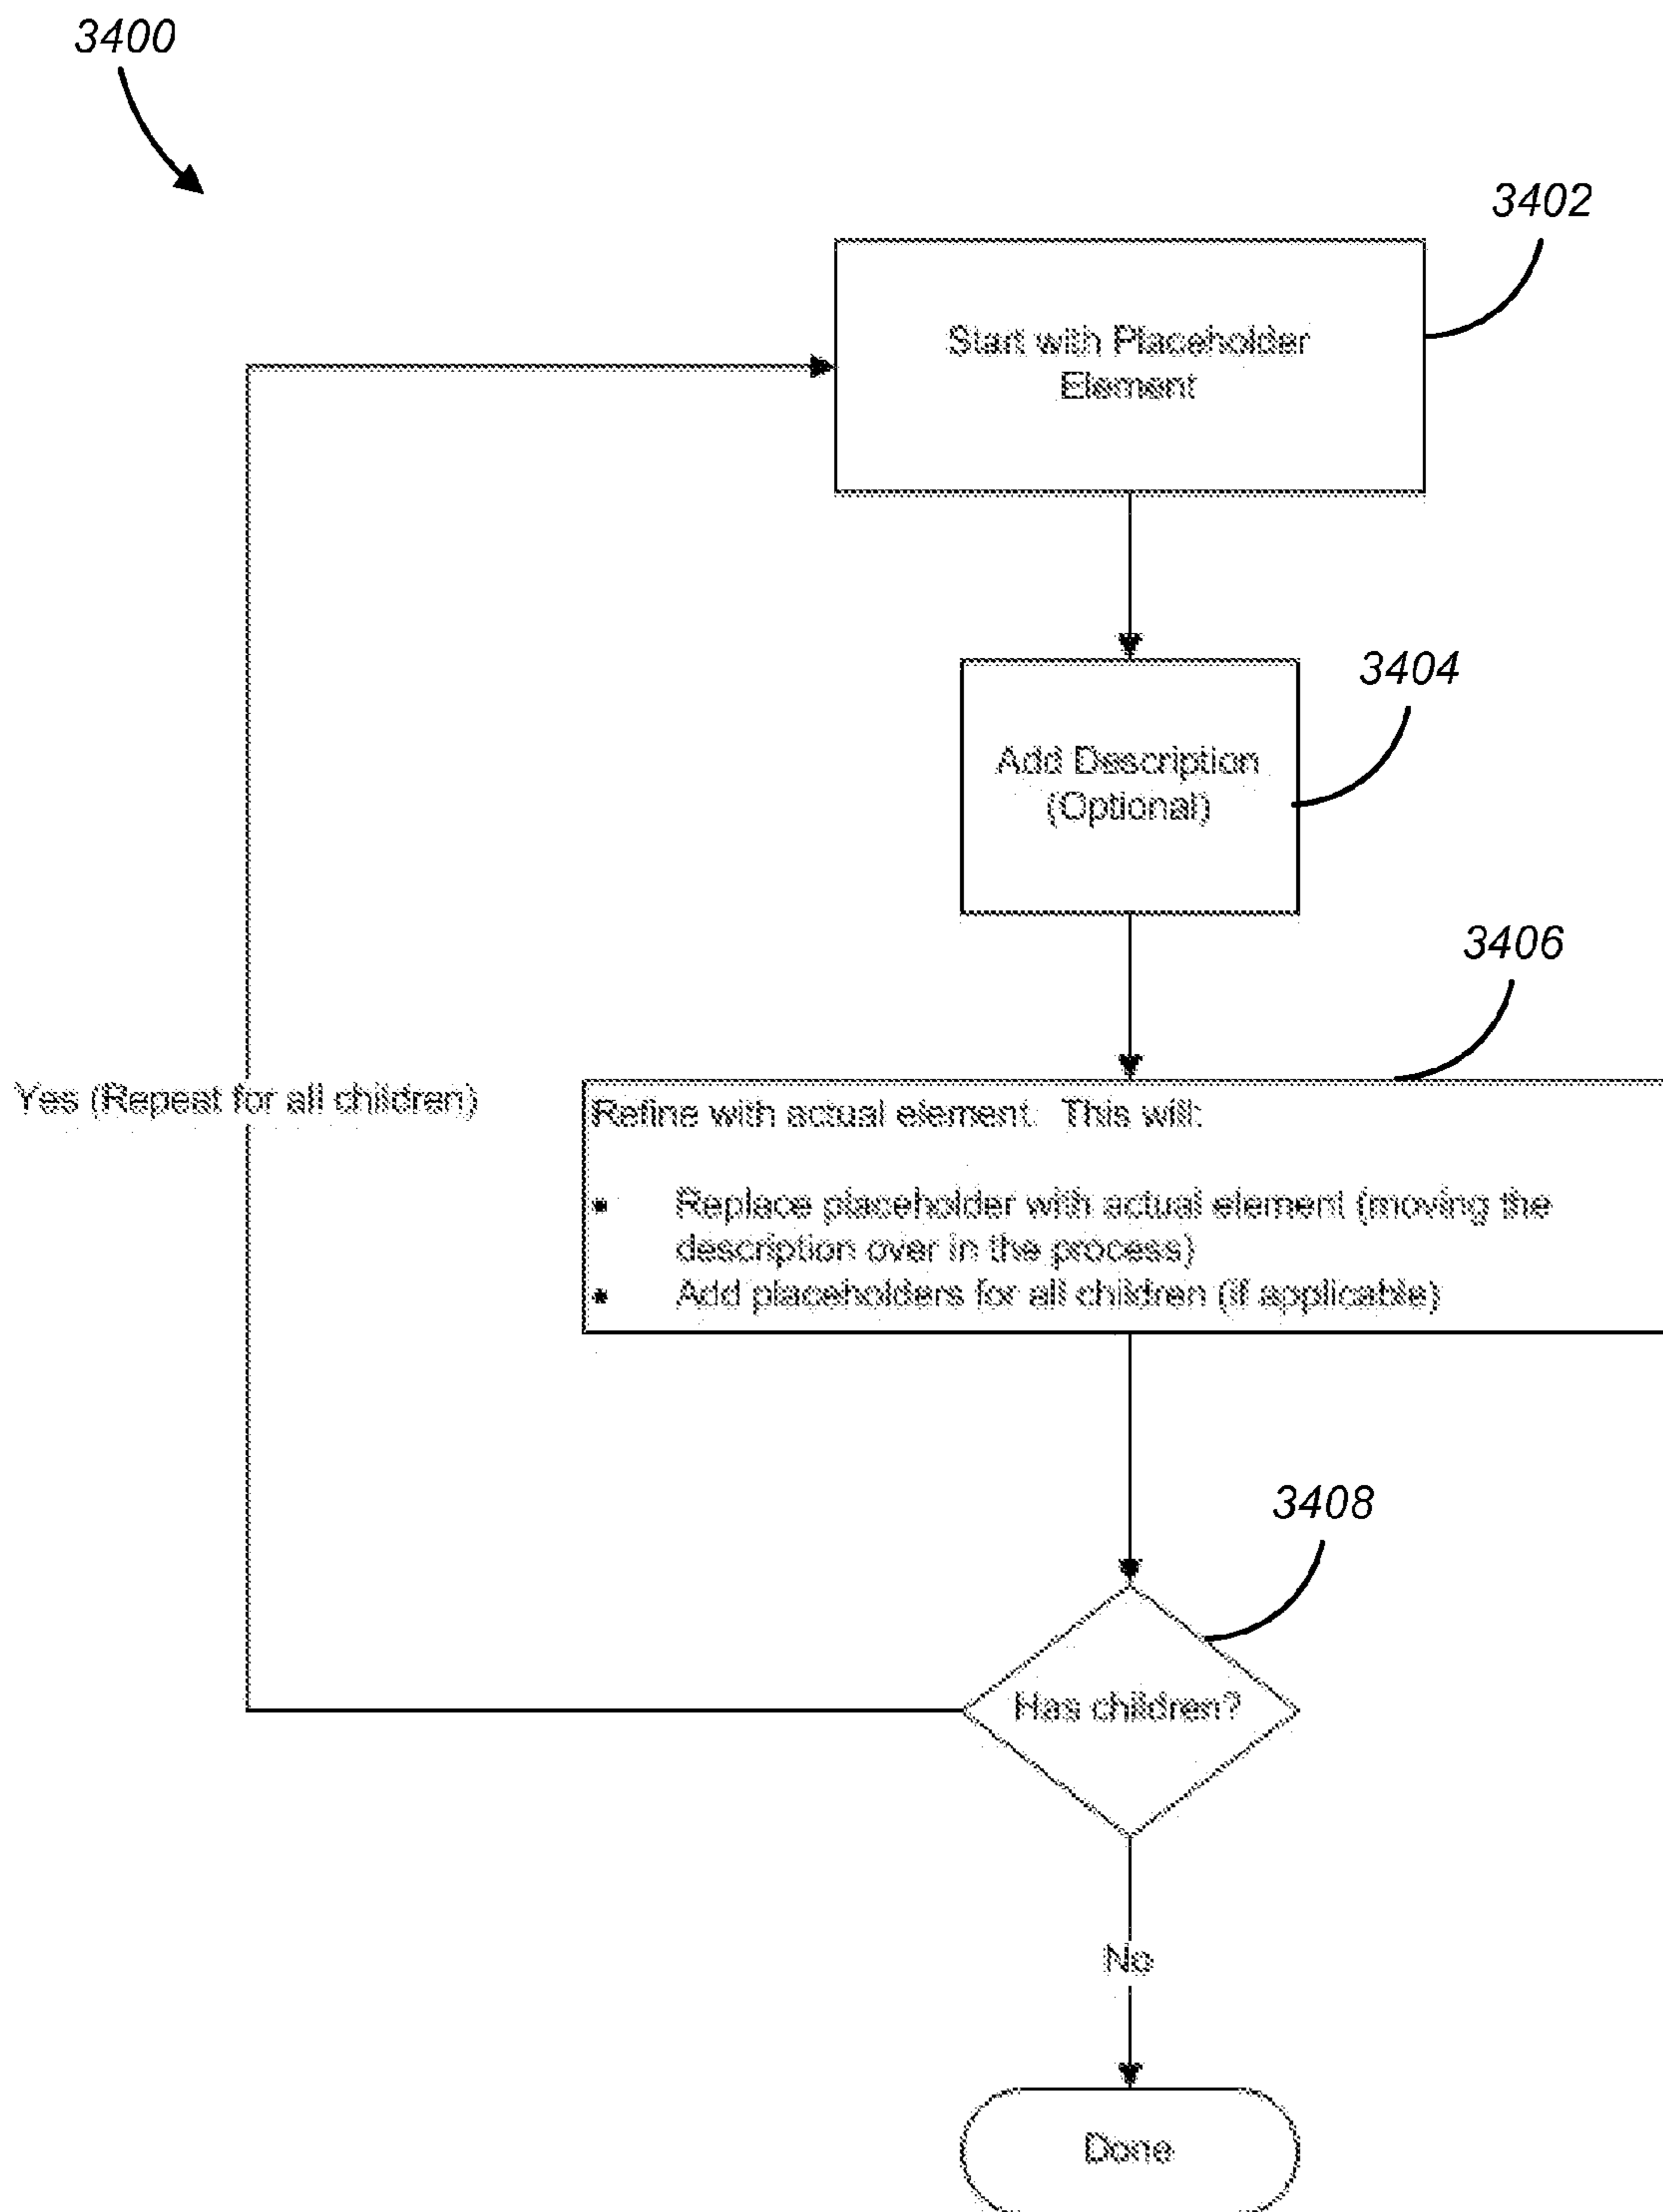 3400
3402
Start with Placeholder
Element
3404
Add Description
(Optional)
3406
Yes (Repeat for all children)
Refine with actual element. This will:
• Replace placeholder with actual element (moving the
description over in the process)
• Add placeholders for all children (if applicable)
3408
Has children?
No
Done